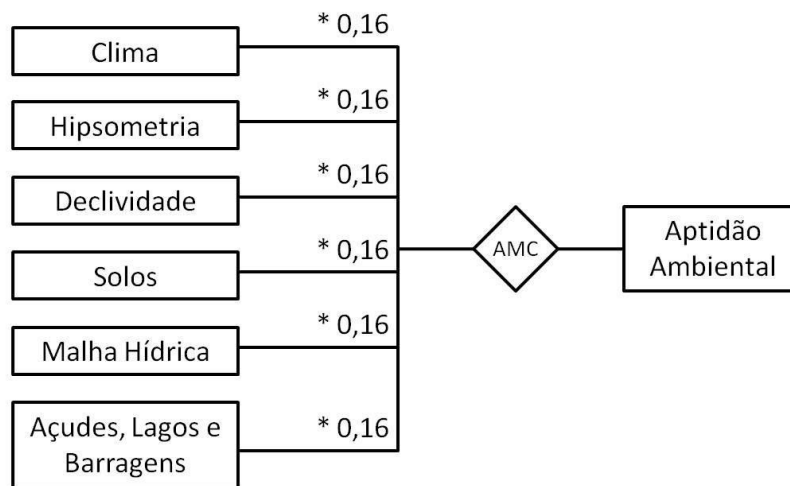 * 0,16
Clima
* 0,16
Hipsometria
* 0,16
Declividade
* 0,16
Solos
* 0,16
Malha Hídrica
* 0,16
Açudes, Lagos e
Barragens
AMC
Aptidão
Ambiental